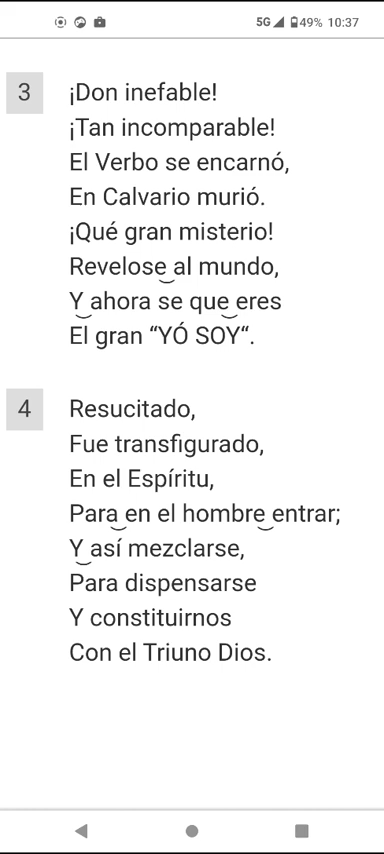 5G 49% 10:37
3
¡Don inefable!
¡Tan incomparable!
El Verbo se encarnó,
En Calvario murió.
¡Qué gran misterio!
Revelose‿al mundo,
Y‿ahora se que‿eres
El gran “YÓ SOY“.
4
Resucitado,
Fue transfigurado,
En el Espíritu,
Para‿en el hombre‿entrar;
Y‿así mezclarse,
Para dispensarse
Y constituirnos
Con el Triuno Dios.